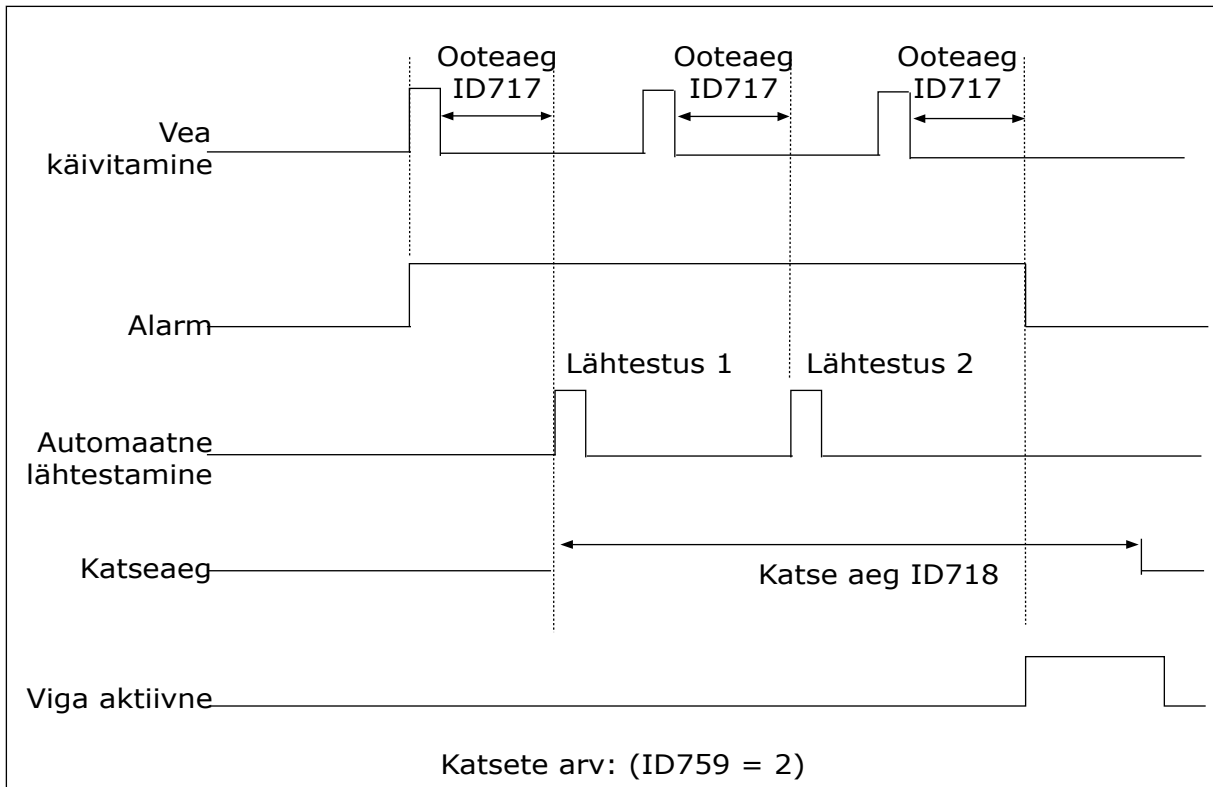 Ooteaeg
ID717
Ooteaeg
ID717
Ooteaeg
ID717
Vea
käivitamine
Alarm
Lähtestus 1
Lähtestus 2
Automaatne
lähtestamine
Katseaeg
Katse aeg ID718
Viga aktiivne
Katsete arv: (ID759 = 2)